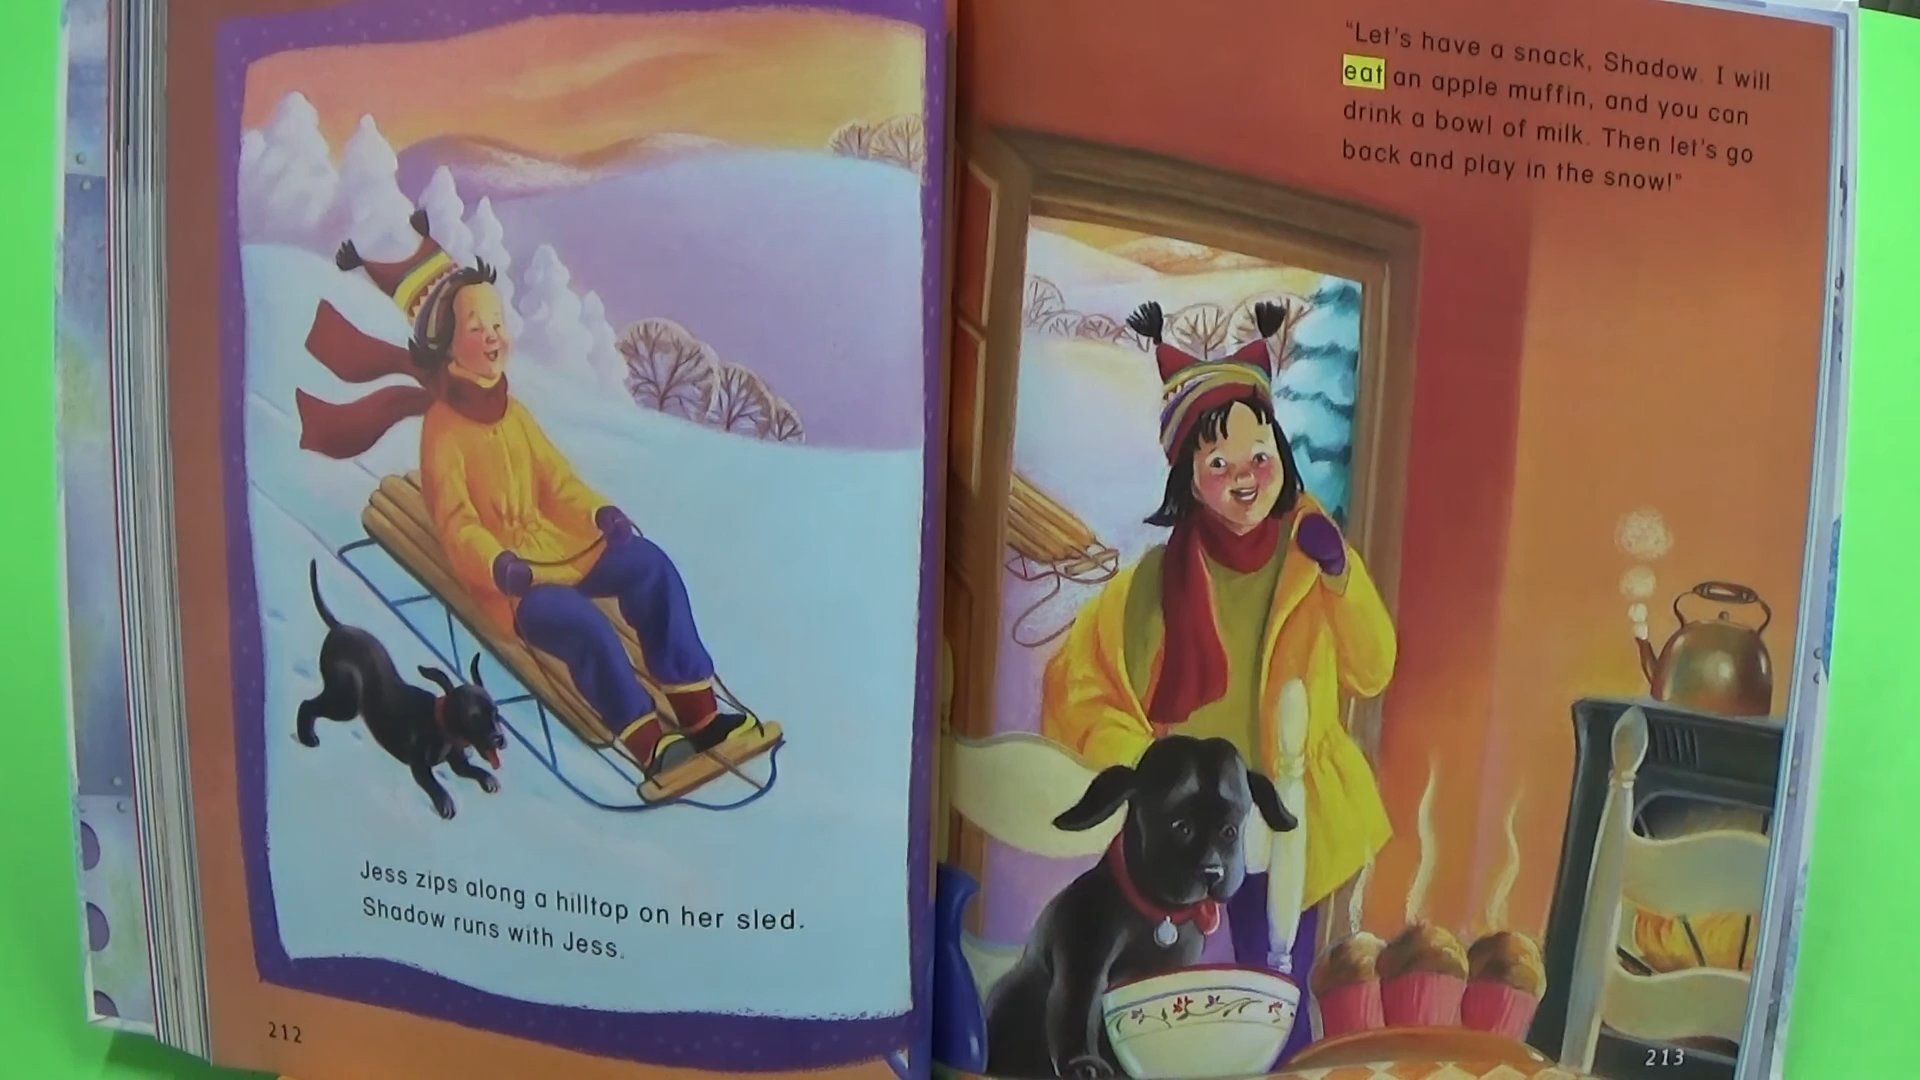 Jess zips along a hilltop on her sled.
Shadow runs with Jess.
212
"Let's have a snack, Shadow. I will
eat an apple muffin, and you can
drink a bowl of milk. Then let's go
back and play in the snow!"
213